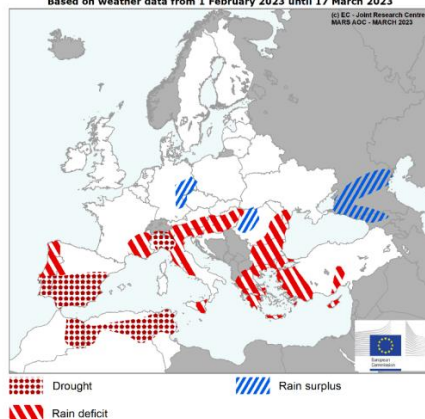 Based on weather data from 1 February 2023 until 17 March 2023
(c) EC - Joint Research Centre
MARS AOC - MARCH 2023
European
Commission
Drought
Rain surplus
Rain deficit